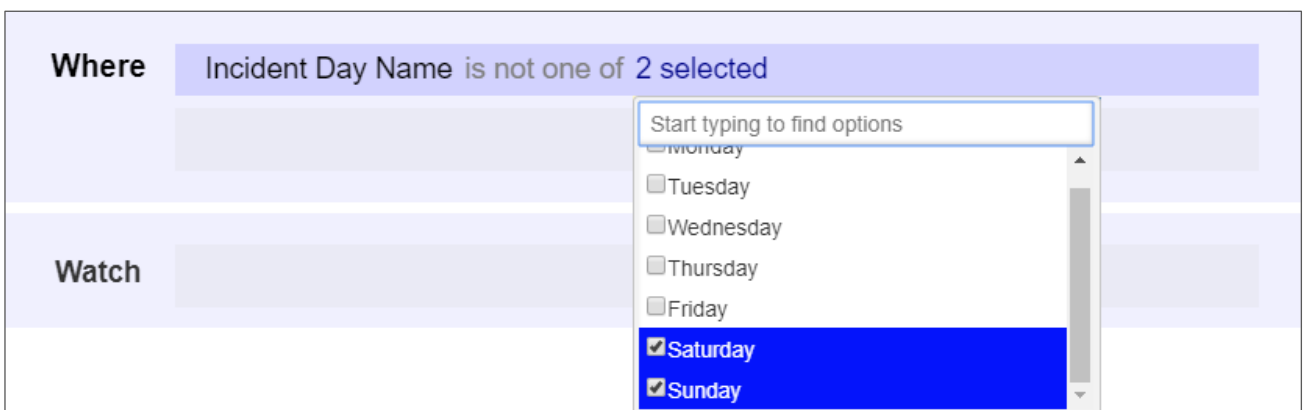 Where Incident Day Name is not one of 2 selected
Start typing to find options
Monday
Tuesday
Wednesday
Thursday
Watch
Friday
Saturday
Sunday